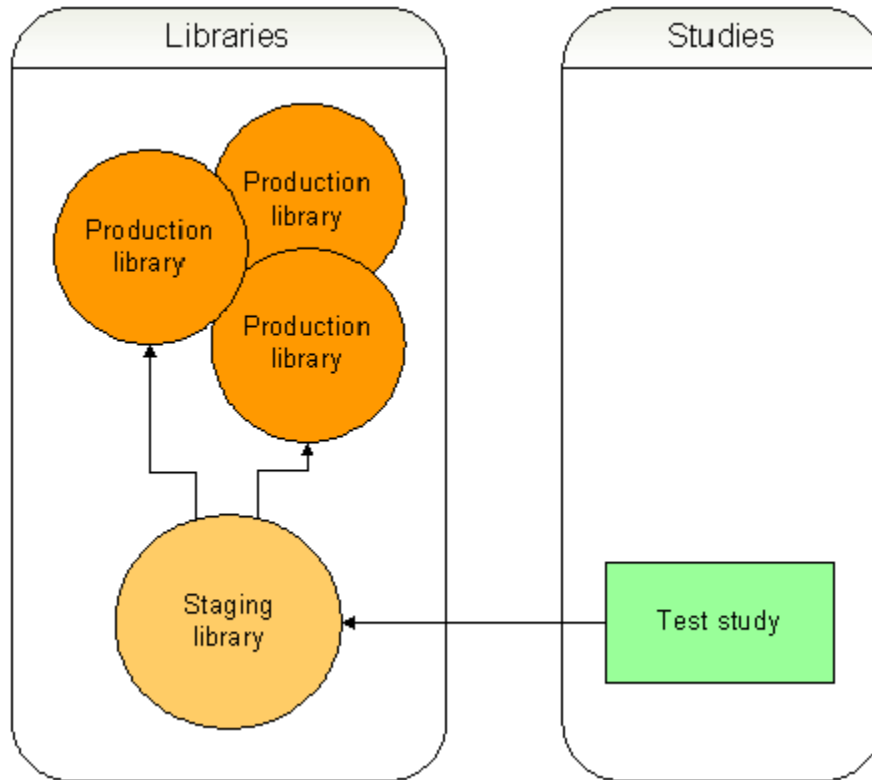 Libraries
Studies
Production
library
Production
library
Production
library
Staging
library
Test study